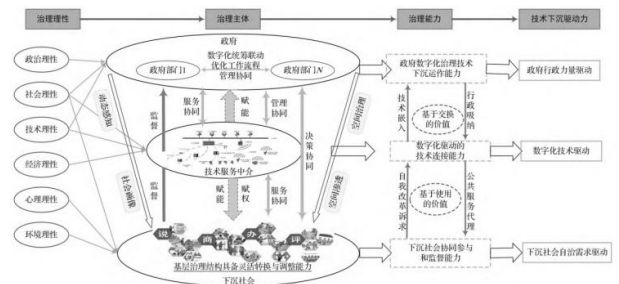 治理理性
治理主体
治理能力
技术下沉驱动力
政治理性
社会理性
技术理性
经济理性
心理理性
环境理性
政府
数字化统筹联动
优化工作流程
管理协同
政府部门1
政府部门N
动态感知
社会画像
监督
监督
服务协同
赋能
管理协同
决策协同
空间治理
空间渗透
技术服务中介
赋能
赋权
服务协同
说
商
办
评
基层治理结构具备灵活转换与调整能力
下沉社会
政府数字化治理技术
下沉运作能力
技术嵌入
基于交换
的价值
行政吸纳
数字化驱动的
技术连接能力
自我改革诉求
基于使用
的价值
公共服务代理
下沉社会协同参与
和监督能力
政府行政力量驱动
数字化技术驱动
下沉社会自治需求驱动